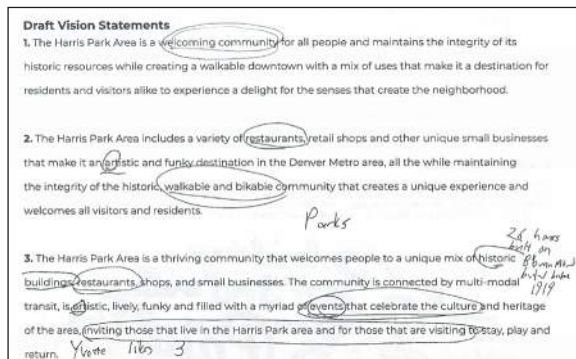 Draft Vision Statements
1. The Harris Park Area is a welcoming community for all people and maintains the integrity of its
historic resources while creating a walkable downtown with a mix of uses that make it a destination for
residents and visitors alike to experience a delight for the senses that create the neighborhood.
2. The Harris Park Area includes a variety of restaurants, retail shops and other unique small businesses
that make it an artistic and funky destination in the Denver Metro area, all the while maintaining
the integrity of the historic, walkable and bikable community that creates a unique experience and
welcomes all visitors and residents.
Parks
3. The Harris Park Area is a thriving community that welcomes people to a unique mix of historic
buildings, restaurants, shops, and small businesses. The community is connected by multi-modal
transit, is artistic, lively, funky and filled with a myriad of events that celebrate the culture and heritage
of the area, inviting those that live in the Harris Park area and for those that are visiting to stay, play and
return.
Yvette likes 3
built on
before
1919